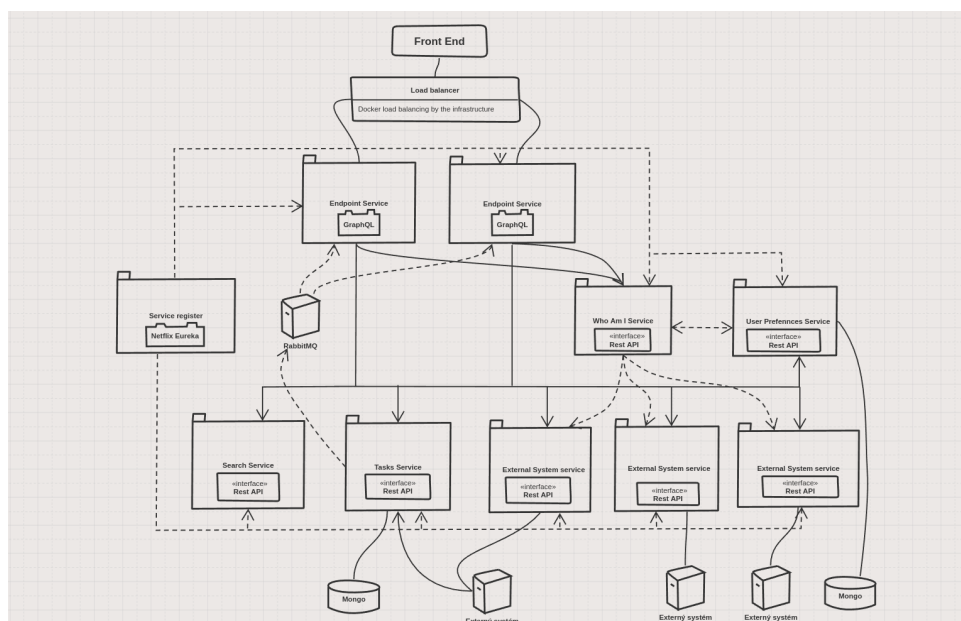 Front End
Load balancer
Docker load balancing by the infrastructure
Endpoint Service
GraphQL
Endpoint Service
GraphQL
Service register
Netflix Eureka
RabbitMQ
Who Am I Service
«interface»
Rest API
User Prefennces Service
«interface»
Rest API
Search Service
«interface»
Rest API
Tasks Service
«interface»
Rest API
External System service
«interface»
Rest API
External System service
«interface»
Rest API
External System service
«interface»
Rest API
Mongo
Externý systém
Externý systém
Externý systém
Mongo